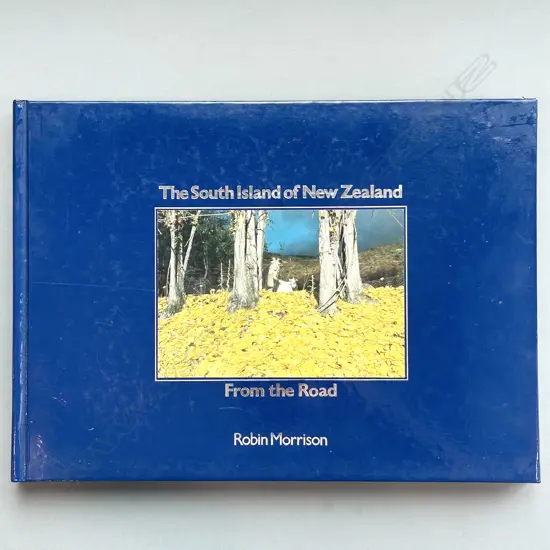 The South Island of New Zealand
From the Road
Robin Morrison